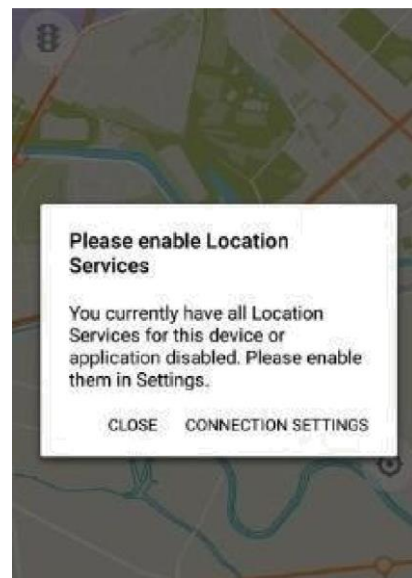 Please enable Location
Services
You currently have all Location
Services for this device or
application disabled. Please enable
them in Settings.
CLOSE CONNECTION SETTINGS